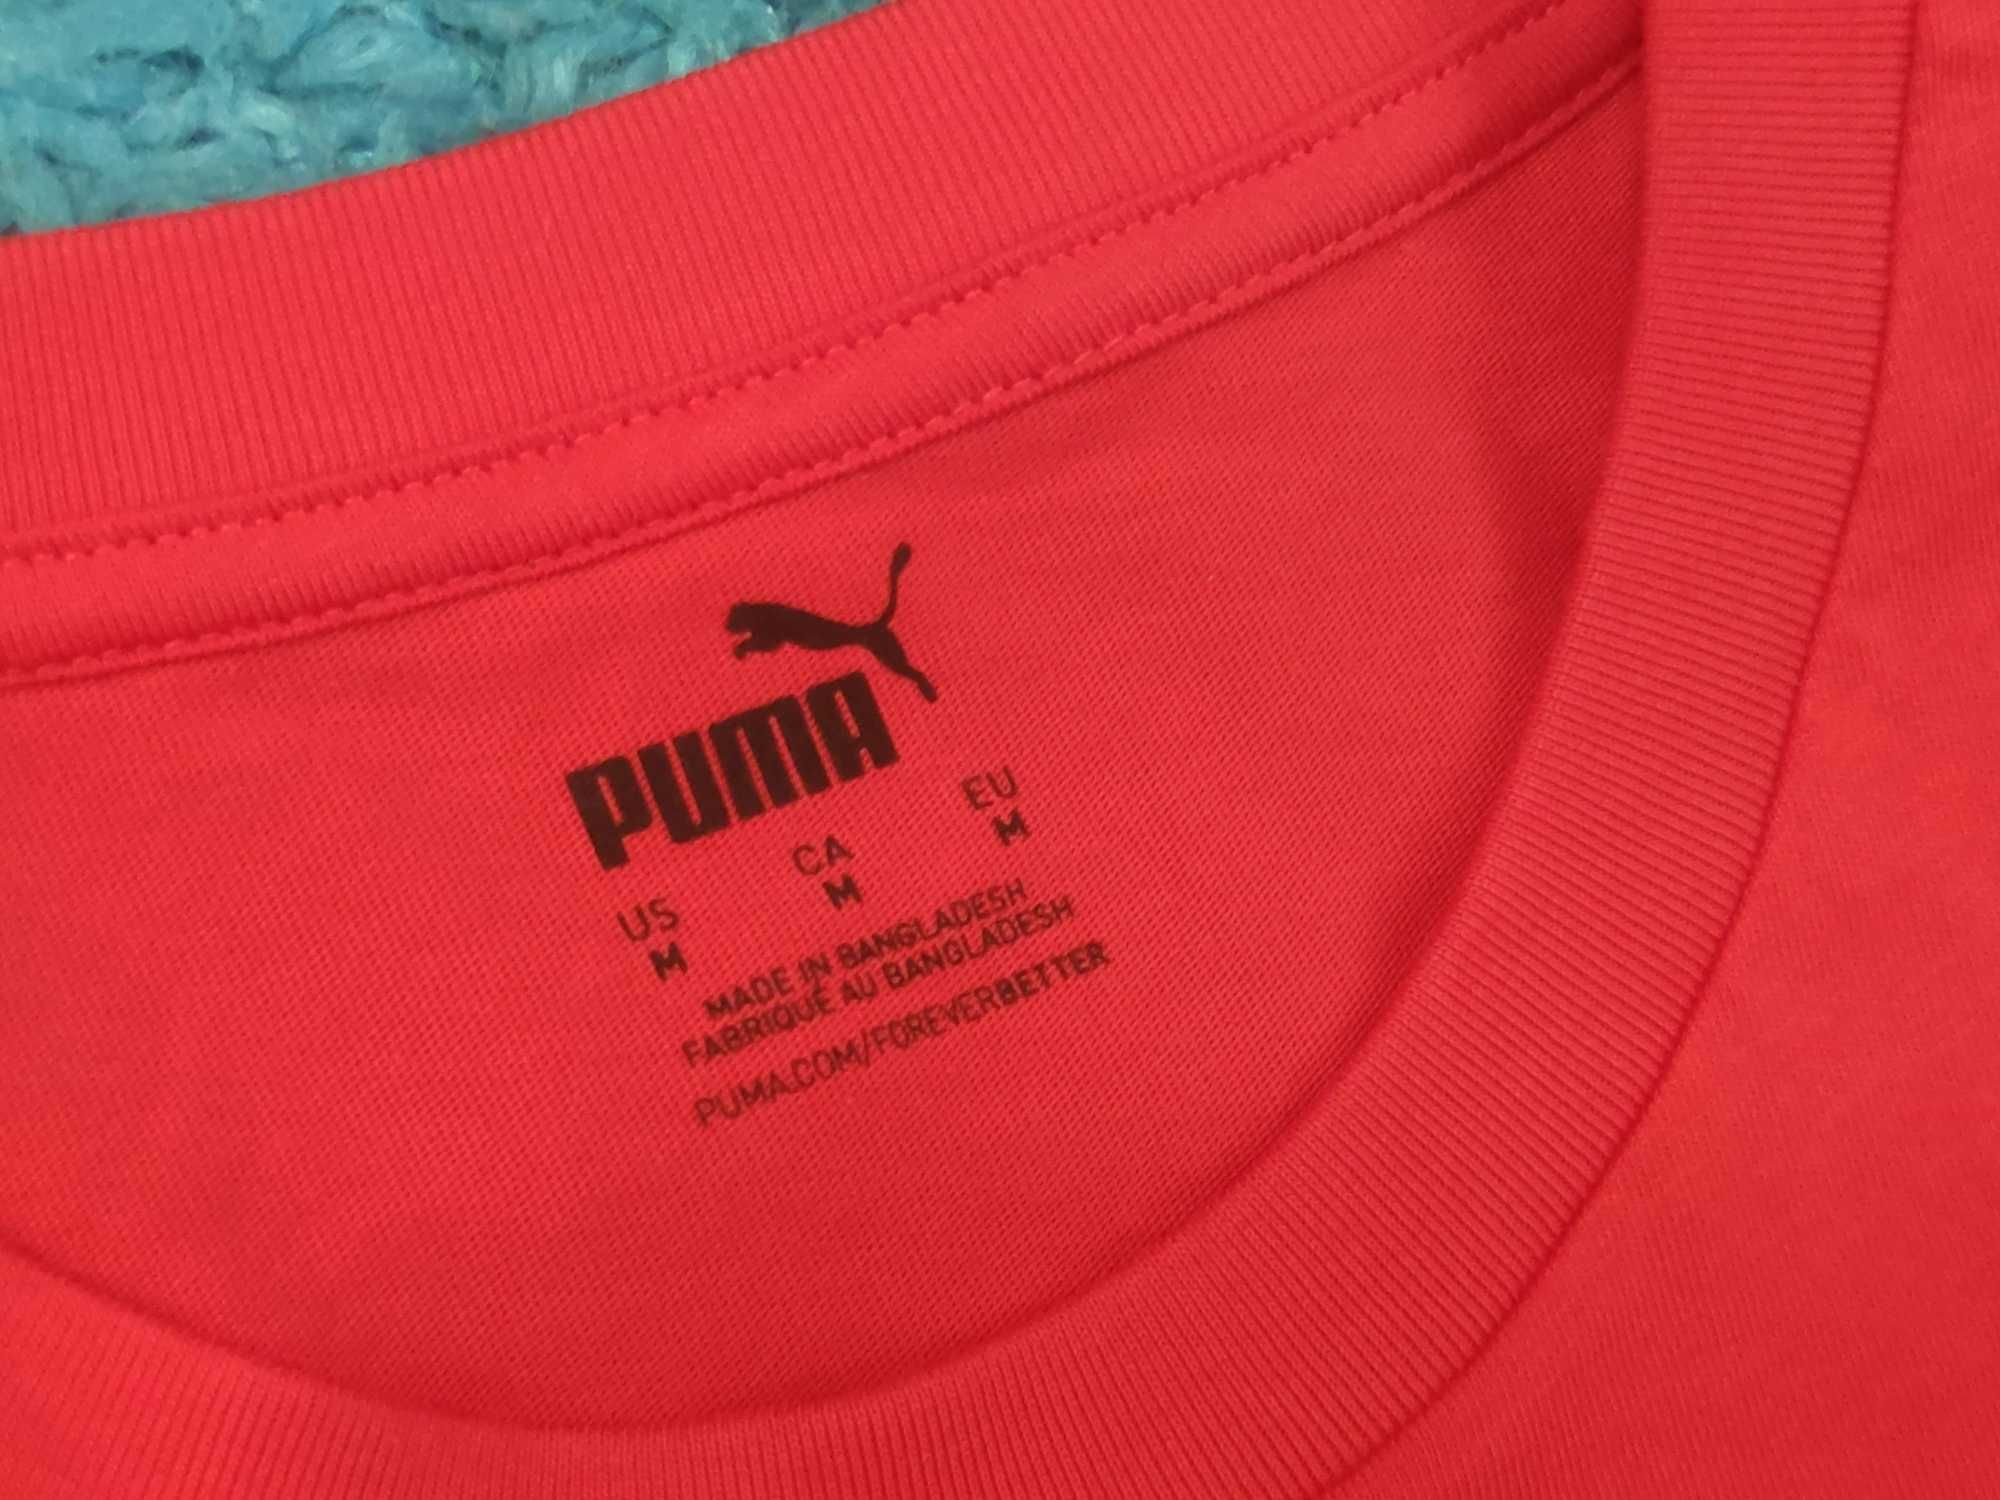 PUMA
US CA EU
M M M
MADE IN BANGLADESH
FABRIQUÉ AU BANGLADESH
PUMA.COM/FOREVERBETTER